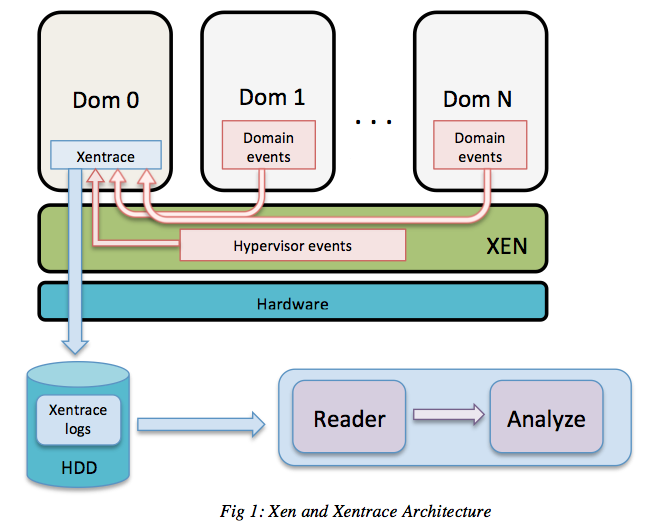 Dom 0
Dom 1
. . .
Dom N
Xentrace
Domain
events
Domain
events
Hypervisor events
XEN
Hardware
Xentrace
logs
HDD
Reader
Analyze
Fig 1: Xen and Xentrace Architecture